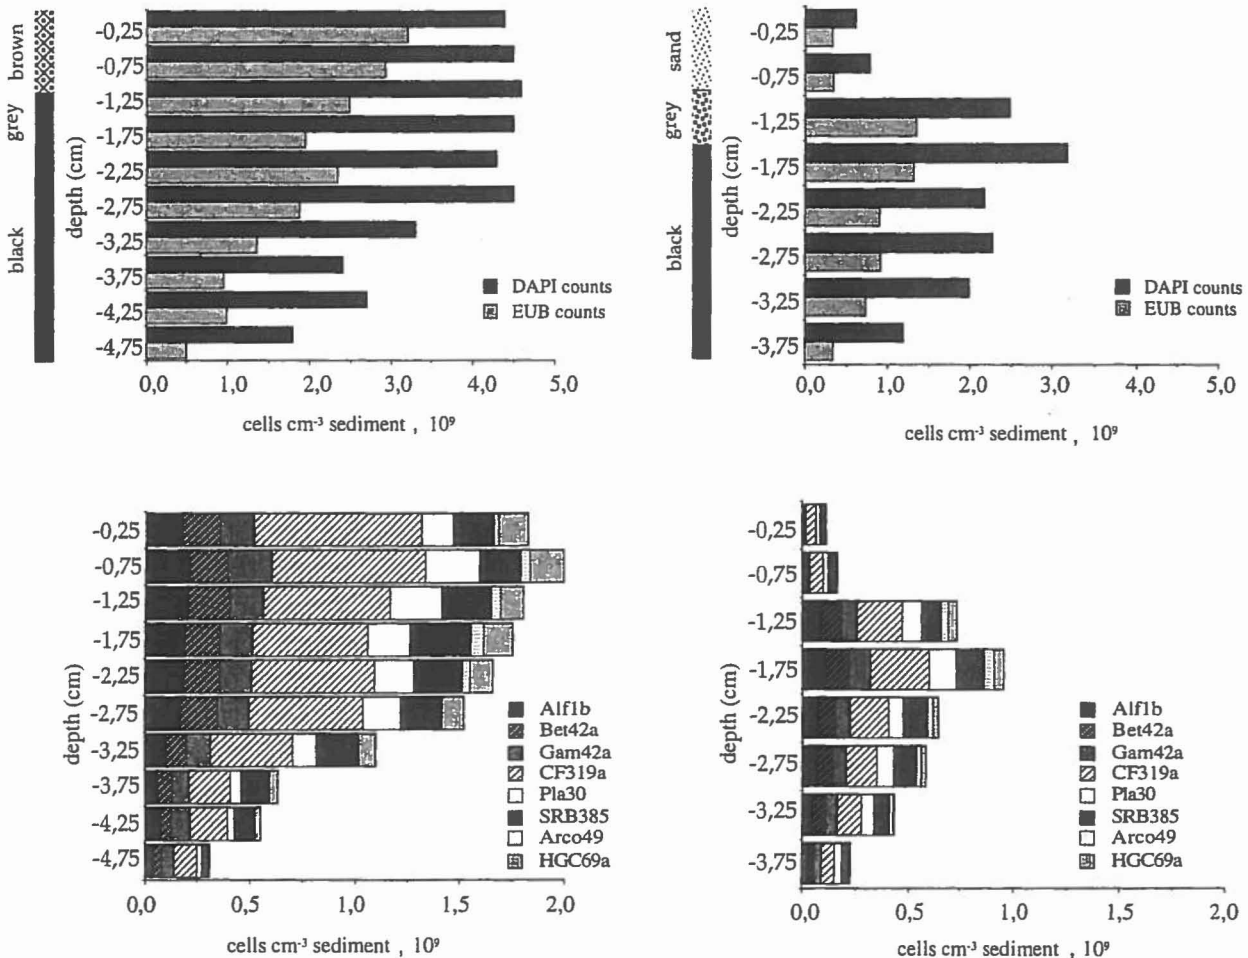 brown
grey
black
depth (cm)
-0,25
-0,75
-1,25
-1,75
-2,25
-2,75
-3,25
-3,75
-4,25
-4,75
DAPI counts
EUB counts
0,0 1,0 2,0 3,0 4,0 5,0
cells cm⁻³ sediment , 10⁹
sand
grey
black
depth (cm)
-0,25
-0,75
-1,25
-1,75
-2,25
-2,75
-3,25
-3,75
DAPI counts
EUB counts
0,0 1,0 2,0 3,0 4,0 5,0
cells cm⁻³ sediment , 10⁹
depth (cm)
-0,25
-0,75
-1,25
-1,75
-2,25
-2,75
-3,25
-3,75
-4,25
-4,75
Alf1b
Bet42a
Gam42a
CF319a
Pla30
SRB385
Arco49
HGC69a
0,0 0,5 1,0 1,5 2,0
cells cm⁻³ sediment , 10⁹
depth (cm)
-0,25
-0,75
-1,25
-1,75
-2,25
-2,75
-3,25
-3,75
Alf1b
Bet42a
Gam42a
CF319a
Pla30
SRB385
Arco49
HGC69a
0,0 0,5 1,0 1,5 2,0
cells cm⁻³ sediment , 10⁹